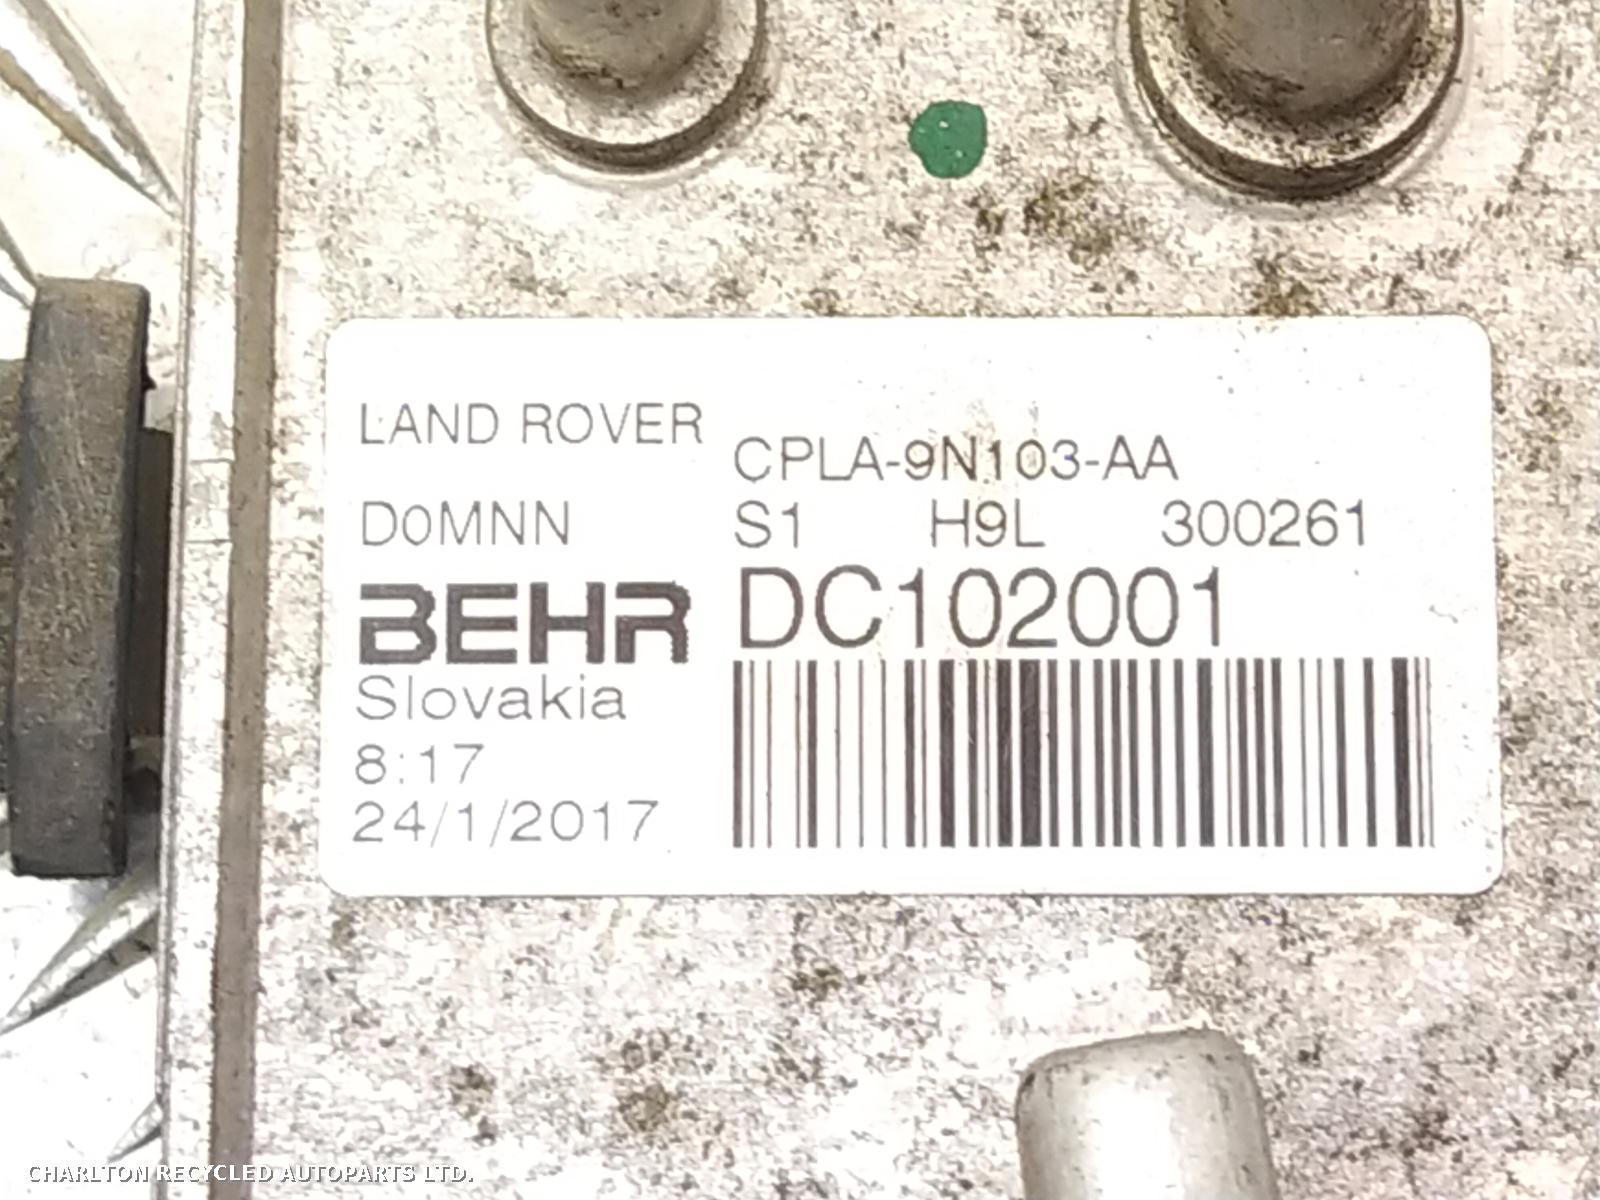 LAND ROVER
CPLA-9N103-AA
D0MNN S1 H9L 300261
BEHR DC102001
Slovakia
8:17
24/1/2017
CHARLTON RECYCLED AUTOPARTS LTD.